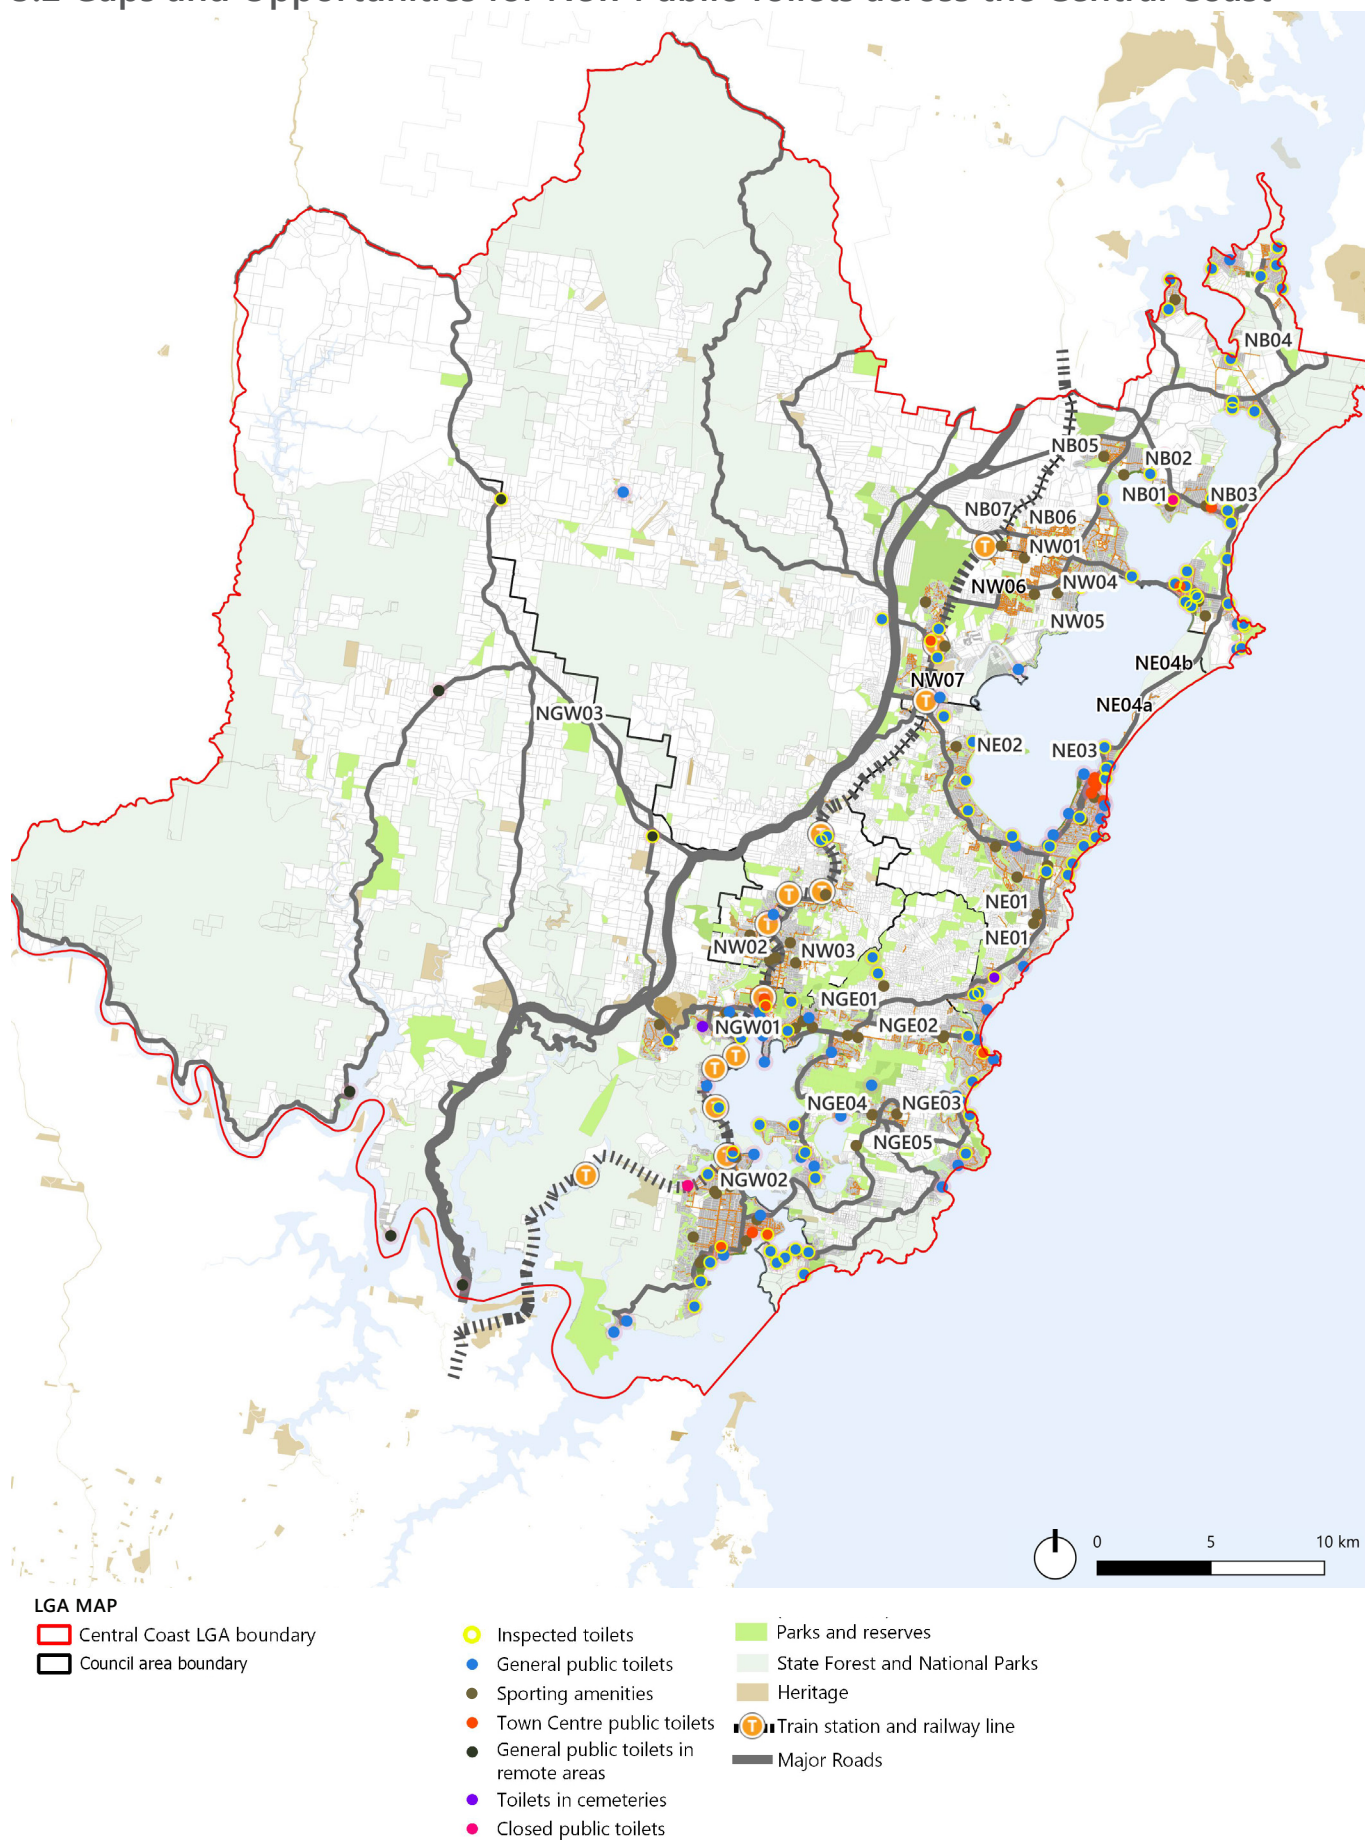 NB04
NB05
NB02
NB01
NB03
NB07
NB06
NW01
NW06
NW04
NW05
NE04b
NW07
NE04a
NGW03
NE02
NE03
NE01
NE01
NW02
NW03
NGE01
NGW01
NGE02
NGE04
NGE03
NGE05
NGW02
T
T
T
T
T
T
T
T
T
T
T
T
T
0
5
10 km
LGA MAP
Central Coast LGA boundary
Council area boundary
Inspected toilets
General public toilets
Sporting amenities
Town Centre public toilets
General public toilets in
remote areas
Toilets in cemeteries
Closed public toilets
Parks and reserves
State Forest and National Parks
Heritage
T
Train station and railway line
Major Roads